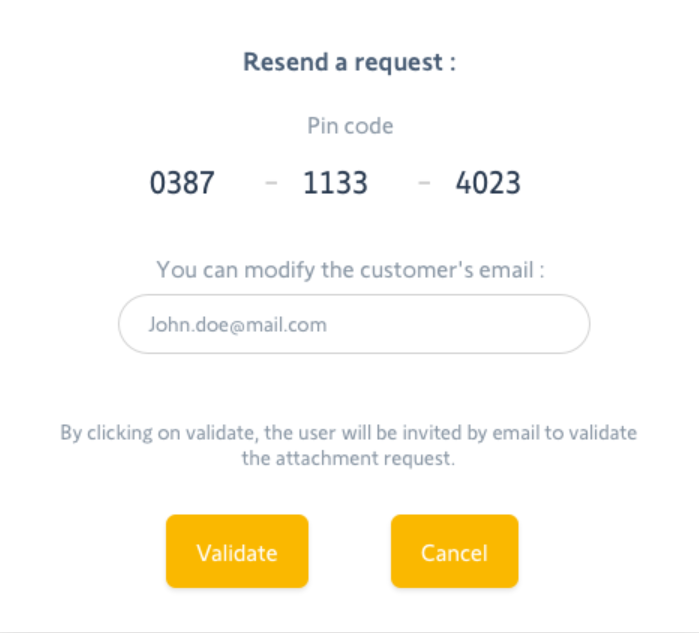 Resend a request :
Pin code
0387 - 1133 - 4023
You can modify the customer's email :
John.doe@mail.com
By clicking on validate, the user will be invited by email to validate
the attachment request.
Validate Cancel